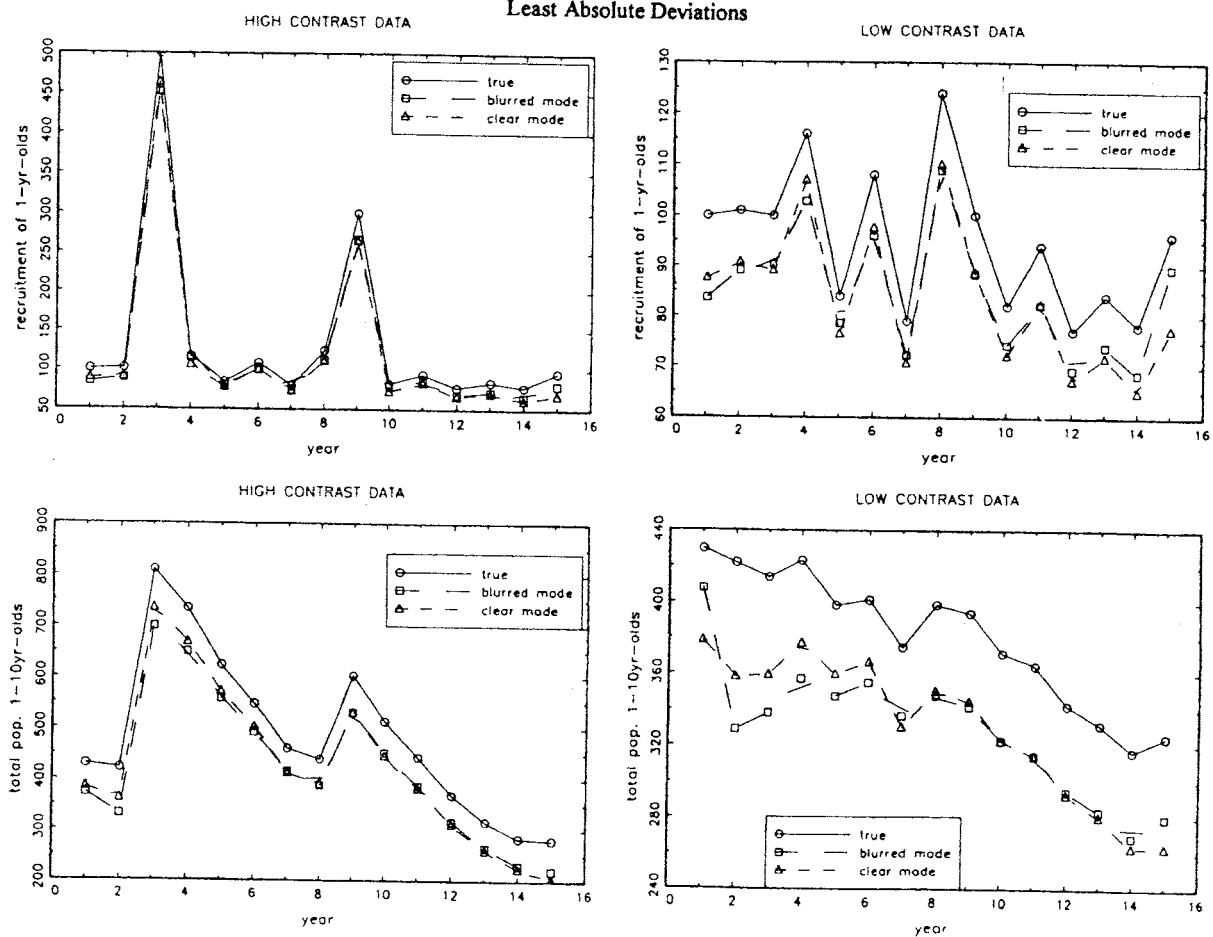 Least Absolute Deviations
HIGH CONTRAST DATA
recruitment of 1-yr-olds
50 100 150 200 250 300 350 400 450 500
true
blurred mode
clear mode
0 2 4 6 8 10 12 14 16
year
LOW CONTRAST DATA
recruitment of 1-yr-olds
60 70 80 90 100 110 120 130
true
blurred mode
clear mode
0 2 4 6 8 10 12 14 16
year
HIGH CONTRAST DATA
total pop. 1-10yr-olds
200 300 400 500 600 700 800 900
true
blurred mode
clear mode
0 2 4 6 8 10 12 14 16
year
LOW CONTRAST DATA
total pop. 1-10yr-olds
240 280 320 360 400 440
true
blurred mode
clear mode
0 2 4 6 8 10 12 14 16
year